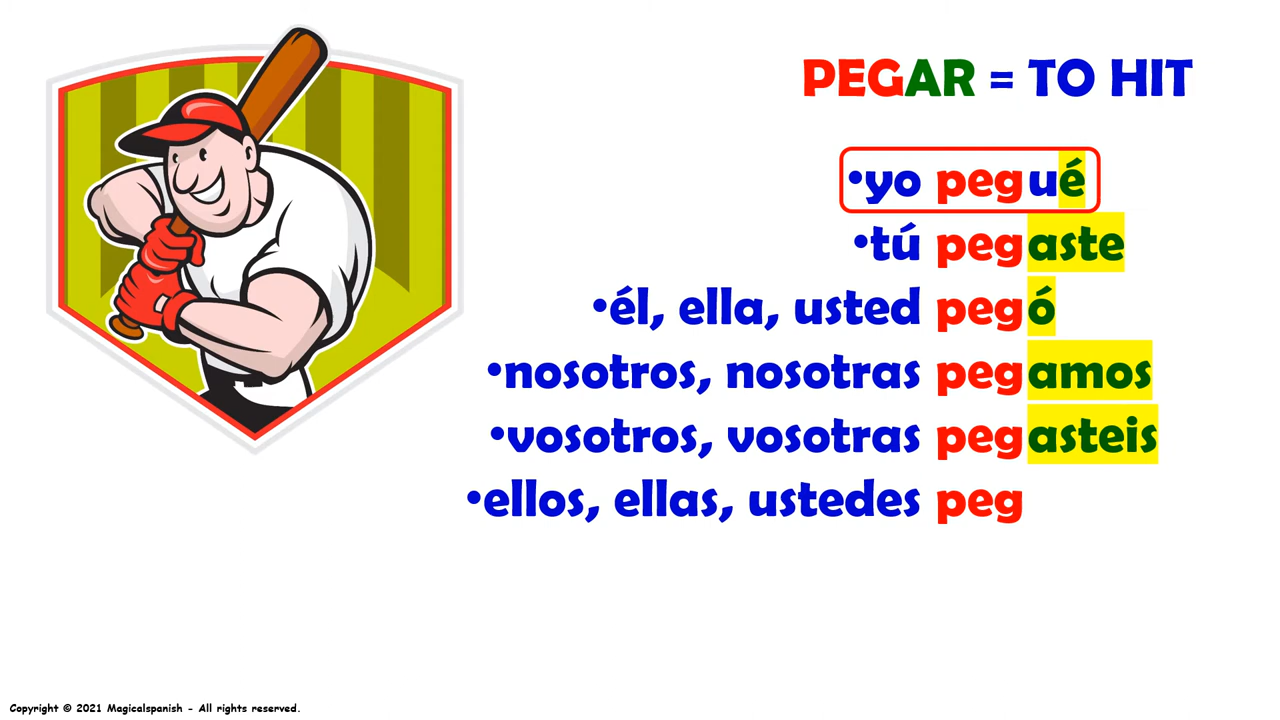 PEGAR = TO HIT
•yo pegué
•tú pegaste
•él, ella, usted pegó
•nosotros, nosotras pegamos
•vosotros, vosotras pegasteis
•ellos, ellas, ustedes peg
Copyright © 2021 Magicalspanish - All rights reserved.